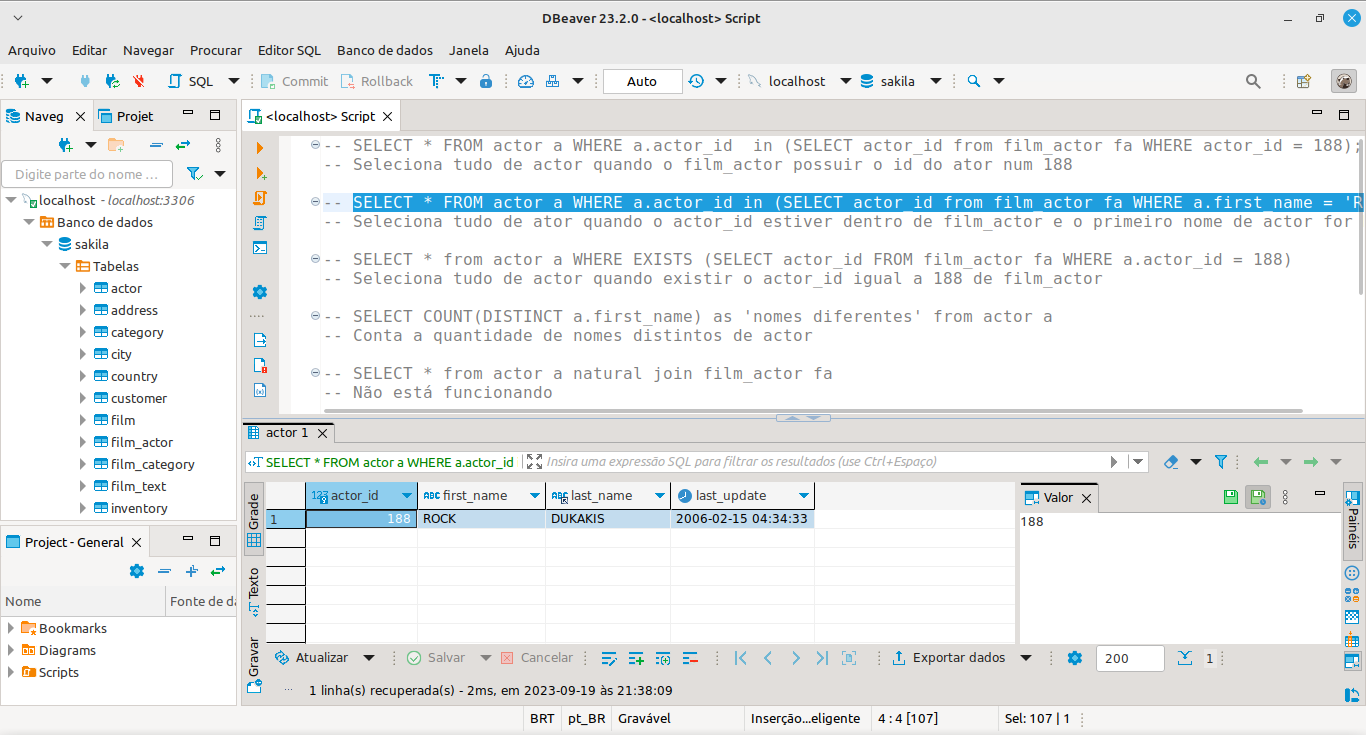 DBeaver 23.2.0 - <localhost> Script
Arquivo Editar Navegar Procurar Editor SQL Banco de dados Janela Ajuda
SQL Commit Rollback Auto localhost sakila
Naveg Projet
Digite parte do nome ...
localhost - localhost:3306
Banco de dados
sakila
Tabelas
actor
address
category
city
country
customer
film
film_actor
film_category
film_text
inventory
Project - General
Nome Fonte de da
Bookmarks
Diagrams
Scripts
<localhost> Script
-- SELECT * FROM actor a WHERE a.actor_id  in (SELECT actor_id from film_actor fa WHERE actor_id = 188);
-- Seleciona tudo de actor quando o film_actor possuir o id do ator num 188
-- SELECT * FROM actor a WHERE a.actor_id in (SELECT actor_id from film_actor fa WHERE a.first_name = 'R
-- Seleciona tudo de ator quando o actor_id estiver dentro de film_actor e o primeiro nome de actor for
-- SELECT * from actor a WHERE EXISTS (SELECT actor_id FROM film_actor fa WHERE a.actor_id = 188)
-- Seleciona tudo de actor quando existir o actor_id igual a 188 de film_actor
-- SELECT COUNT(DISTINCT a.first_name) as 'nomes diferentes' from actor a
-- Conta a quantidade de nomes distintos de actor
-- SELECT * from actor a natural join film_actor fa
-- Não está funcionando
actor 1
SELECT * FROM actor a WHERE a.actor_id Insira uma expressão SQL para filtrar os resultados (use Ctrl+Espaço)
Grade
Texto
Gravar
123 actor_id ABC first_name ABC last_name last_update
1 188 ROCK DUKAKIS 2006-02-15 04:34:33
Valor
188
Painéis
Atualizar Salvar Cancelar Exportar dados 200 1
... 1 linha(s) recuperada(s) - 2ms, em 2023-09-19 às 21:38:09
BRT pt_BR Gravável Inserção...eligente 4 : 4 [107] Sel: 107 | 1